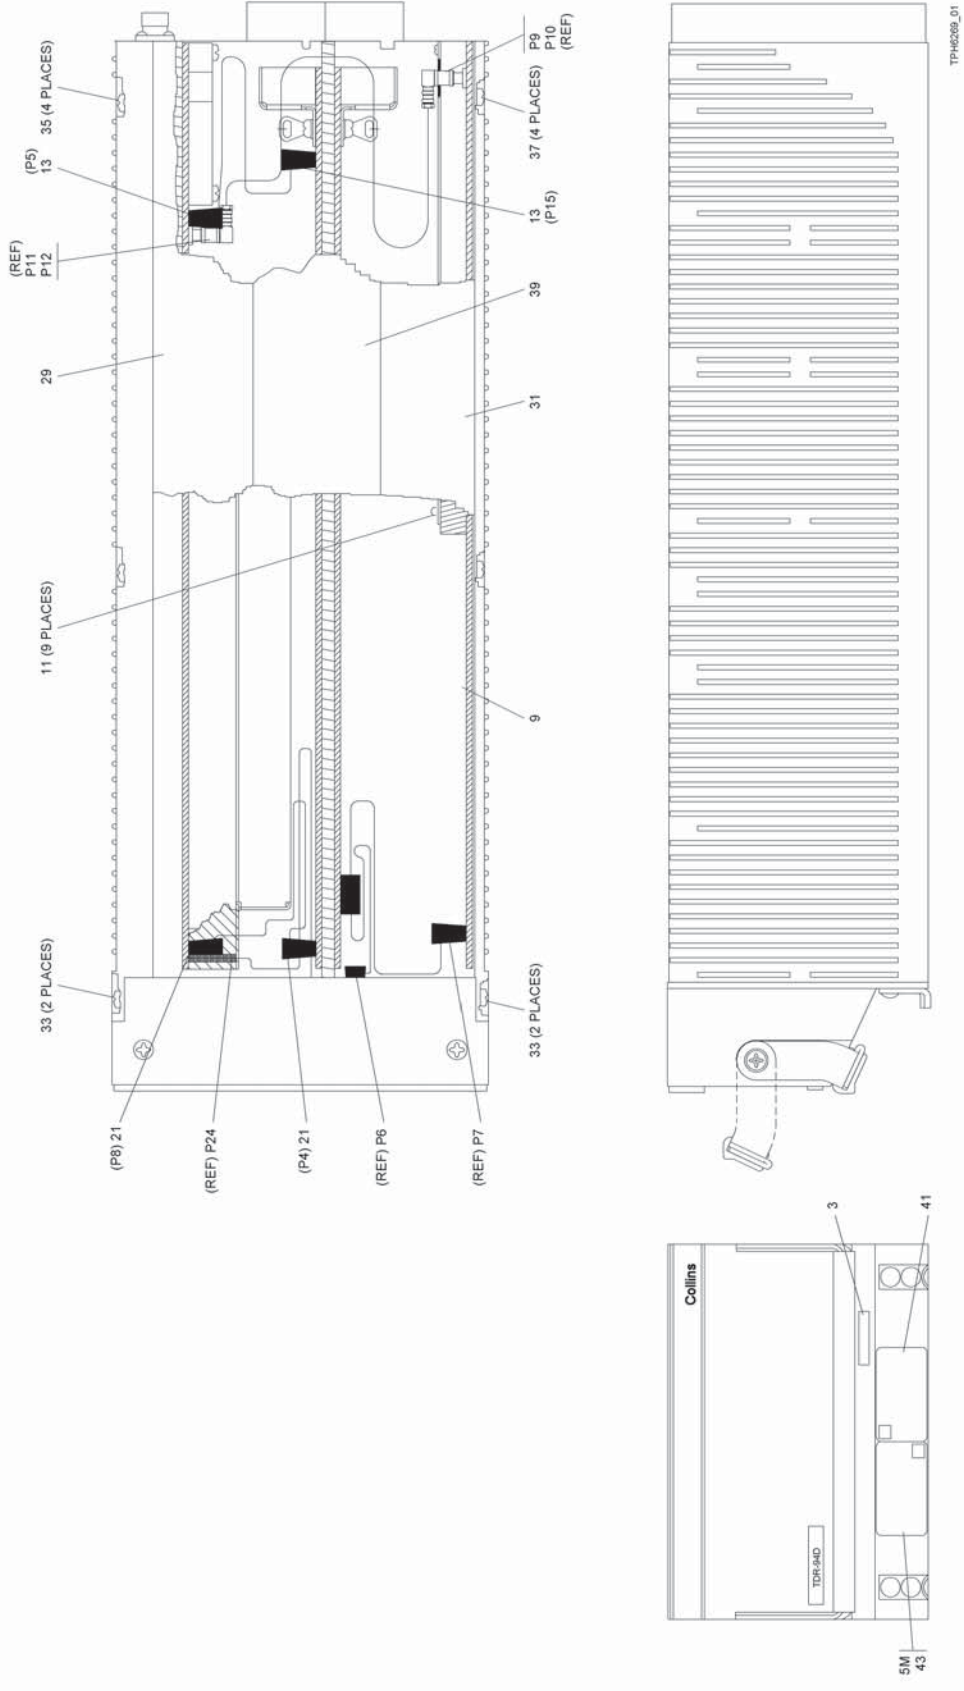 33 (2 PLACES)
11 (9 PLACES)
29
(REF)
P11
P12
(P5)
13
35 (4 PLACES)
(P8) 21
(REF) P24
(P4) 21
(REF) P6
(REF) P7
33 (2 PLACES)
9
31
39
13
(P15)
37 (4 PLACES)
P9
P10
(REF)
TDR-94D
Collins
5M
43
3
41
TPH6269_01